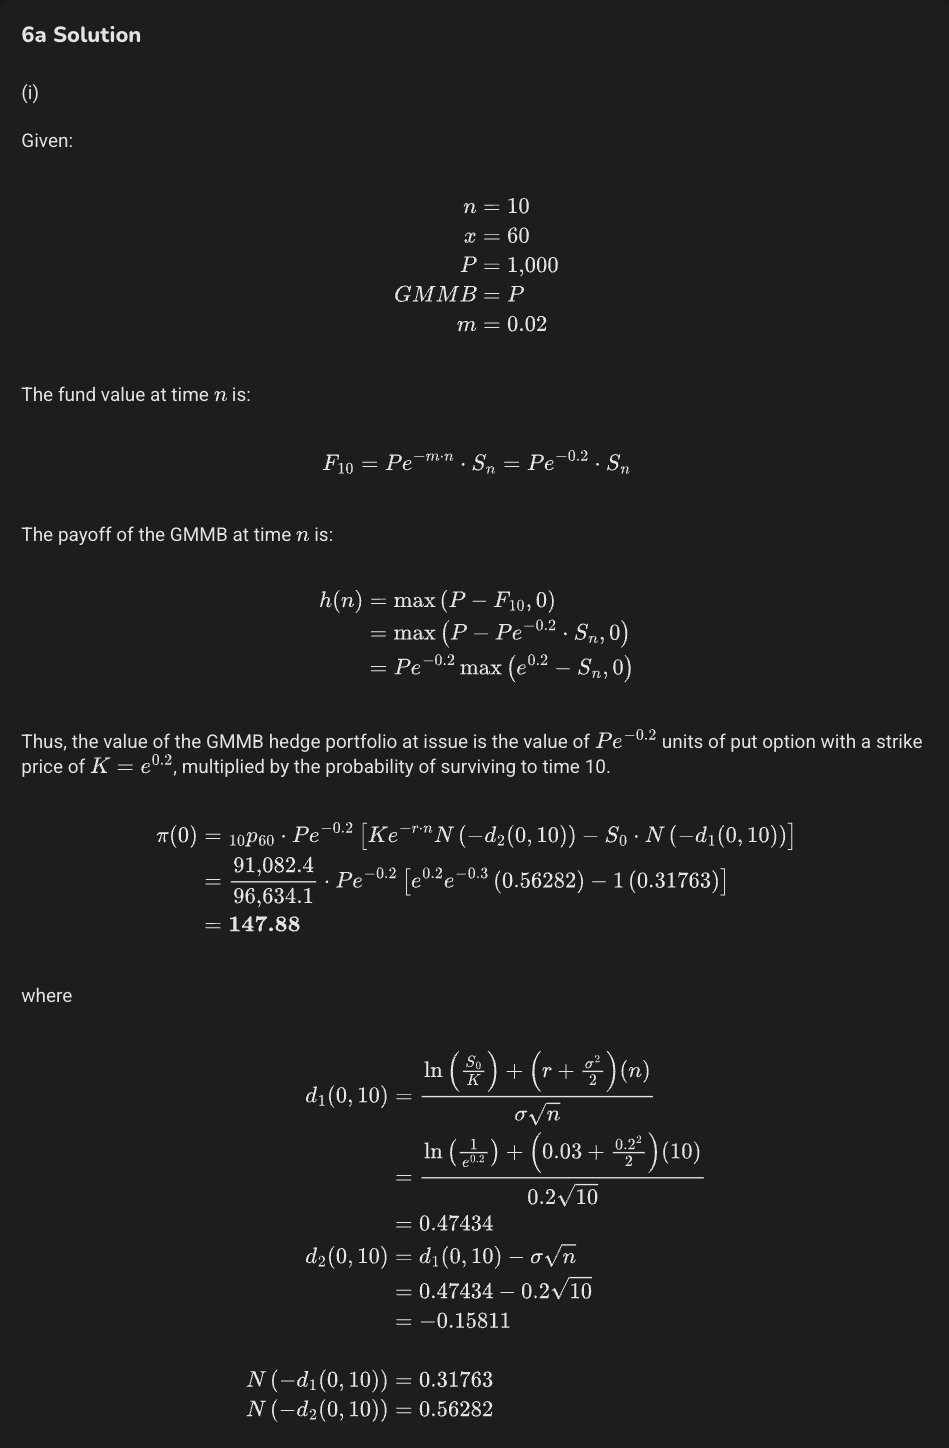 6a Solution
(i)
Given:
n = 10
x = 60
P = 1,000
GMMB = P
m = 0.02
The fund value at time n is:
F_{10} = Pe^{-m·n} · S_n = Pe^{-0.2} · S_n
The payoff of the GMMB at time n is:
h(n) = max (P − F_{10}, 0)
= max (P − Pe^{-0.2} · S_n, 0)
= Pe^{-0.2} max (e^{0.2} − S_n, 0)
Thus, the value of the GMMB hedge portfolio at issue is the value of Pe^{-0.2} units of put option with a strike
price of K = e^{0.2}, multiplied by the probability of surviving to time 10.
π(0) = _{10}p_{60} · Pe^{-0.2} [Ke^{-r·n} N (−d_2(0, 10)) − S_0 · N (−d_1(0, 10))]
= \frac{91,082.4}{96,634.1} · Pe^{-0.2} [e^{0.2}e^{-0.3} (0.56282) − 1 (0.31763)]
= 147.88
where
d_1(0, 10) = \frac{ln (\frac{S_0}{K}) + (r + \frac{σ^2}{2})(n)}{σ√n}
= \frac{ln (\frac{1}{e^{0.2}}) + (0.03 + \frac{0.2^2}{2})(10)}{0.2√10}
= 0.47434
d_2(0, 10) = d_1(0, 10) − σ√n
= 0.47434 − 0.2√10
= −0.15811
N (−d_1(0, 10)) = 0.31763
N (−d_2(0, 10)) = 0.56282